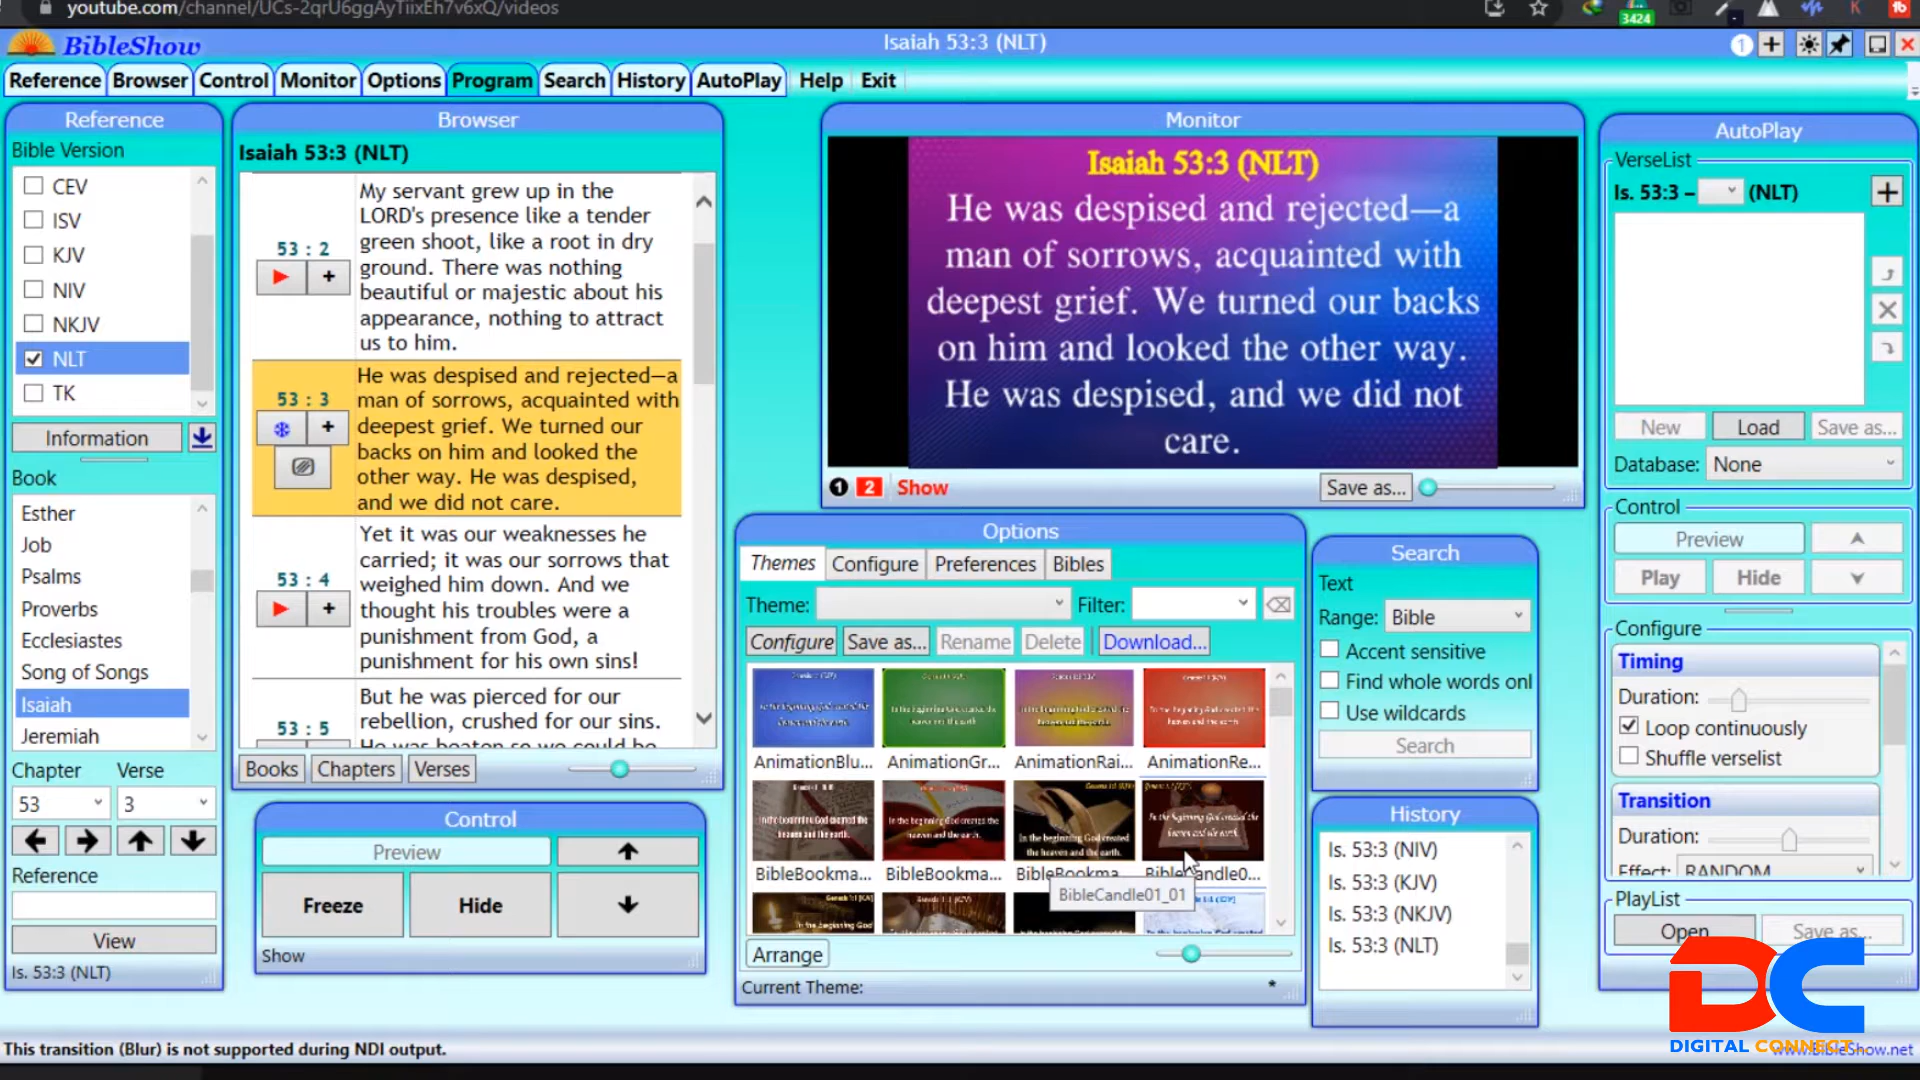 youtube.com/channel/UCs-2qrU6ggAyTiixEh7v6xQ/videos
3424
BibleShow
Isaiah 53:3 (NLT)
Reference Browser Control Monitor Options Program Search History AutoPlay Help Exit
Reference
Bible Version
CEV
ISV
KJV
NIV
NKJV
NLT
TK
Information
Book
Esther
Job
Psalms
Proverbs
Ecclesiastes
Song of Songs
Isaiah
Jeremiah
Chapter Verse
53 3
Reference
View
Is. 53:3 (NLT)
Browser
Isaiah 53:3 (NLT)
53 : 2
My servant grew up in the
LORD's presence like a tender
green shoot, like a root in dry
ground. There was nothing
beautiful or majestic about his
appearance, nothing to attract
us to him.
53 : 3
He was despised and rejected—a
man of sorrows, acquainted with
deepest grief. We turned our
backs on him and looked the
other way. He was despised,
and we did not care.
53 : 4
Yet it was our weaknesses he
carried; it was our sorrows that
weighed him down. And we
thought his troubles were a
punishment from God, a
punishment for his own sins!
53 : 5
But he was pierced for our
rebellion, crushed for our sins.
He was beaten so we could be
Books Chapters Verses
Control
Preview
Freeze Hide
Show
Monitor
Isaiah 53:3 (NLT)
He was despised and rejected—a
man of sorrows, acquainted with
deepest grief. We turned our backs
on him and looked the other way.
He was despised, and we did not
care.
1 2 Show Save as...
Options
Themes Configure Preferences Bibles
Theme: Filter:
Configure Save as... Rename Delete Download...
AnimationBlu... AnimationGr... AnimationRai... AnimationRe...
BibleBookma... BibleBookma... BibleBookma... BibleCandle0...
BibleCandle01_01
Arrange
Current Theme: *
Search
Text
Range: Bible
Accent sensitive
Find whole words onl
Use wildcards
Search
History
Is. 53:3 (NIV)
Is. 53:3 (KJV)
Is. 53:3 (NKJV)
Is. 53:3 (NLT)
AutoPlay
VerseList
Is. 53:3 – (NLT)
New Load Save as...
Database: None
Control
Preview
Play Hide
Configure
Timing
Duration:
Loop continuously
Shuffle verselist
Transition
Duration:
Effect: RANDOM
PlayList
Open Save as...
DC
DIGITAL CONNECT
www.BibleShow.net
This transition (Blur) is not supported during NDI output.